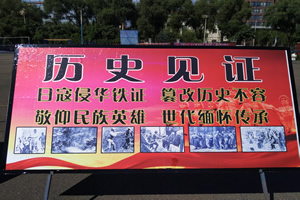 历史见证
日寇侵华铁证 篡改历史不容
敬仰民族英雄 世代缅怀传承